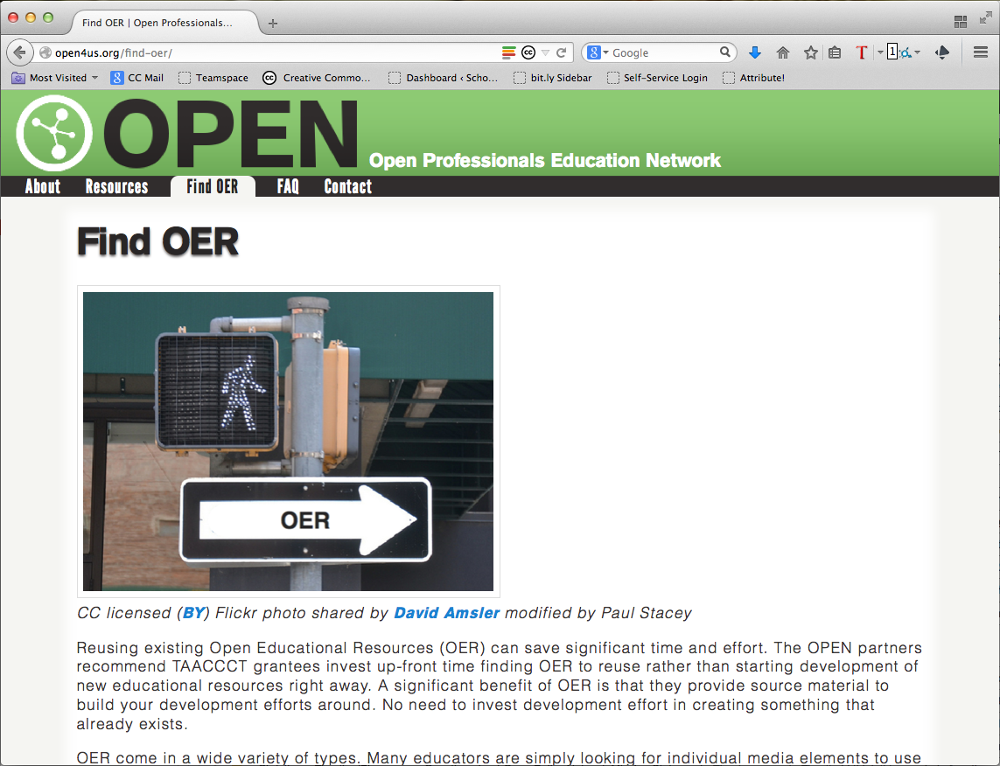 Find OER | Open Professionals...
open4us.org/find-oer/
cc
8
Google
T
1
Most Visited
8
CC Mail
Teamspace
cc
Creative Commo...
Dashboard ‹ Scho...
bit.ly Sidebar
Self-Service Login
Attribute!
OPEN
Open Professionals Education Network
About
Resources
Find OER
FAQ
Contact
Find OER
OER
CC licensed (BY) Flickr photo shared by David Amsler modified by Paul Stacey
Reusing existing Open Educational Resources (OER) can save significant time and effort. The OPEN partners
recommend TAACCCT grantees invest up-front time finding OER to reuse rather than starting development of
new educational resources right away. A significant benefit of OER is that they provide source material to
build your development efforts around. No need to invest development effort in creating something that
already exists.
OER come in a wide variety of types. Many educators are simply looking for individual media elements to use